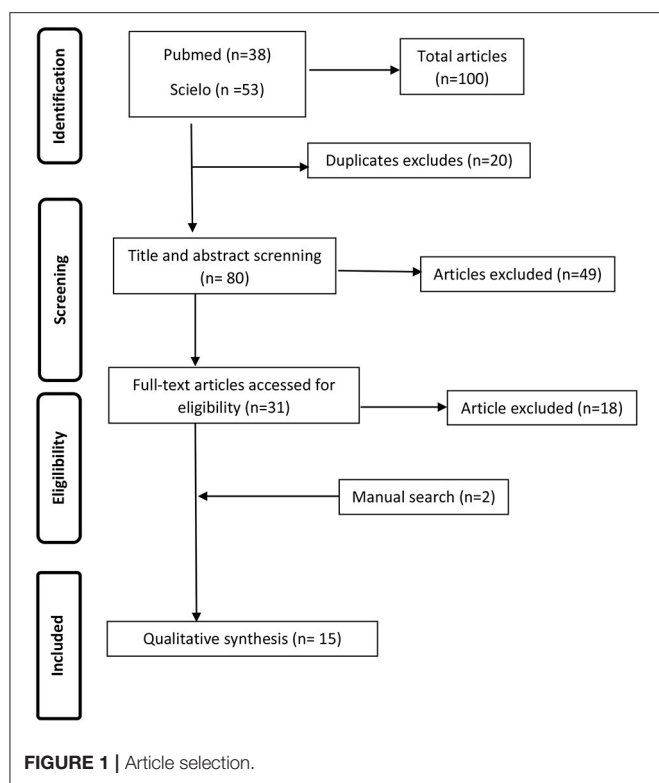 Identification
Pubmed (n=38)
Scielo (n =53)
Total articles
(n=100)
Duplicates excludes (n=20)
Screening
Title and abstract screnning
(n= 80)
Articles excluded (n=49)
Eligilibility
Full-text articles accessed for
eligibility (n=31)
Article excluded (n=18)
Manual search (n=2)
Included
Qualitative synthesis (n= 15)
FIGURE 1 | Article selection.